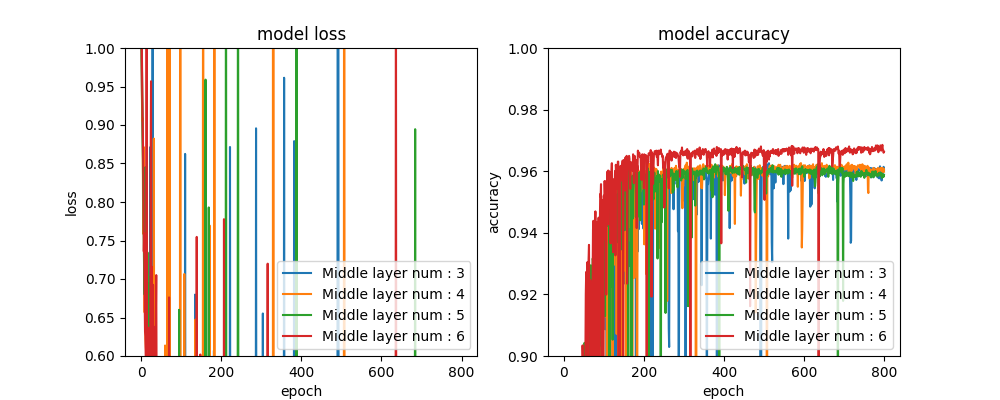 model loss
1.00
0.95
0.90
0.85
0.80
0.75
0.70
0.65
0.60
loss
0 200 400 600 800
epoch
Middle layer num : 3
Middle layer num : 4
Middle layer num : 5
Middle layer num : 6
model accuracy
1.00
0.98
0.96
0.94
0.92
0.90
accuracy
0 200 400 600 800
epoch
Middle layer num : 3
Middle layer num : 4
Middle layer num : 5
Middle layer num : 6